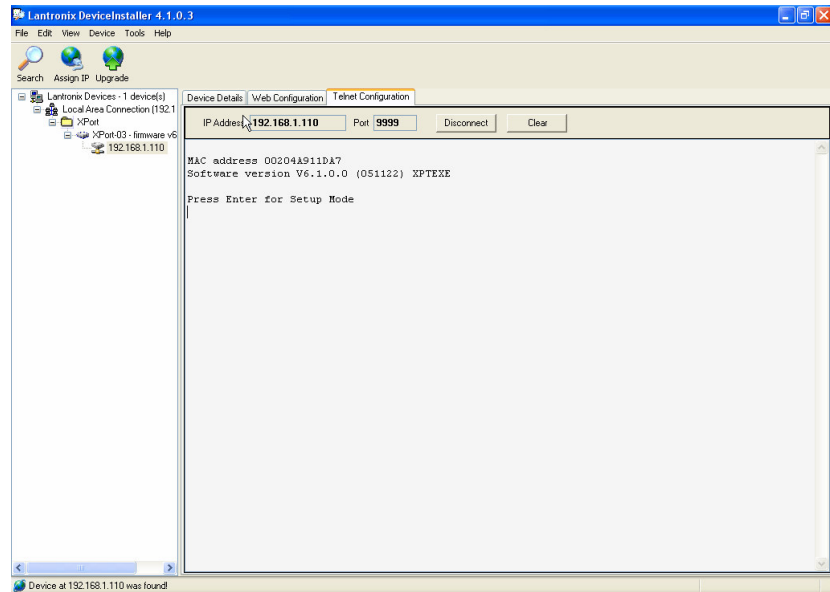 Lantronix DeviceInstaller 4.1.0.3
File Edit View Device Tools Help
Search Assign IP Upgrade
Lantronix Devices - 1 device(s)
Local Area Connection (192.1
XPort
XPort-03 - firmware v6
192.168.1.110
Device Details Web Configuration Telnet Configuration
IP Address 192.168.1.110 Port 9999 Disconnect Clear
MAC address 00204A911DA7
Software version V6.1.0.0 (051122) XPTEXE
Press Enter for Setup Mode
Device at 192.168.1.110 was found!